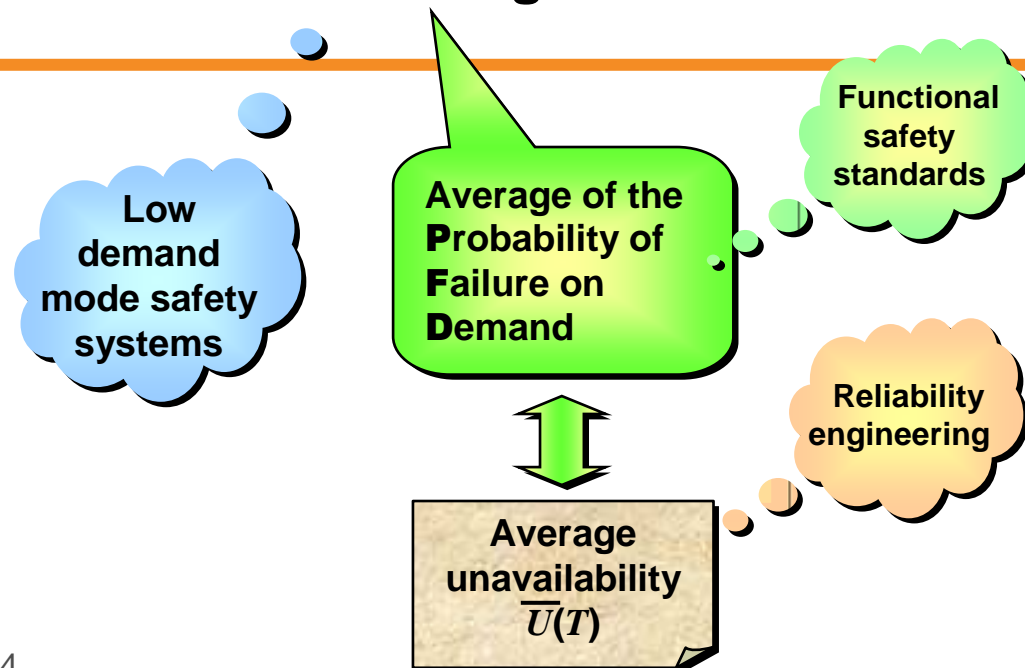 Low
demand
mode safety
systems
Average of the
Probability of
Failure on
Demand
Functional
safety
standards
Reliability
engineering
Average
unavailability
U̅(T)
4